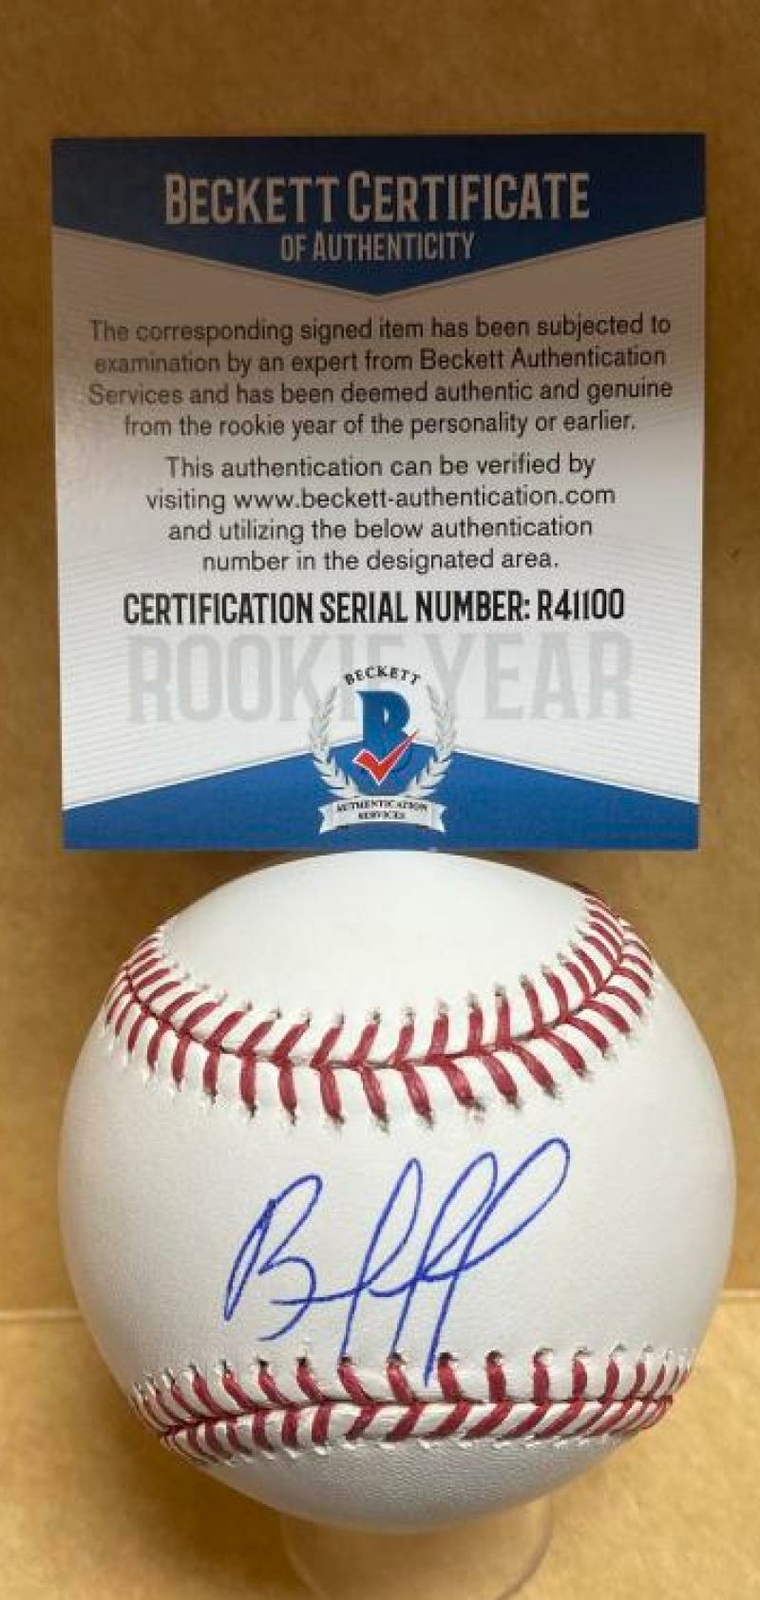 BECKETT CERTIFICATE
OF AUTHENTICITY
The corresponding signed item has been subjected to
examination by an expert from Beckett Authentication
Services and has been deemed authentic and genuine
from the rookie year of the personality or earlier.
This authentication can be verified by
visiting www.beckett-authentication.com
and utilizing the below authentication
number in the designated area.
CERTIFICATION SERIAL NUMBER: R41100
ROOKIE YEAR
BECKETT
B
AUTHENTICATION
SERVICES